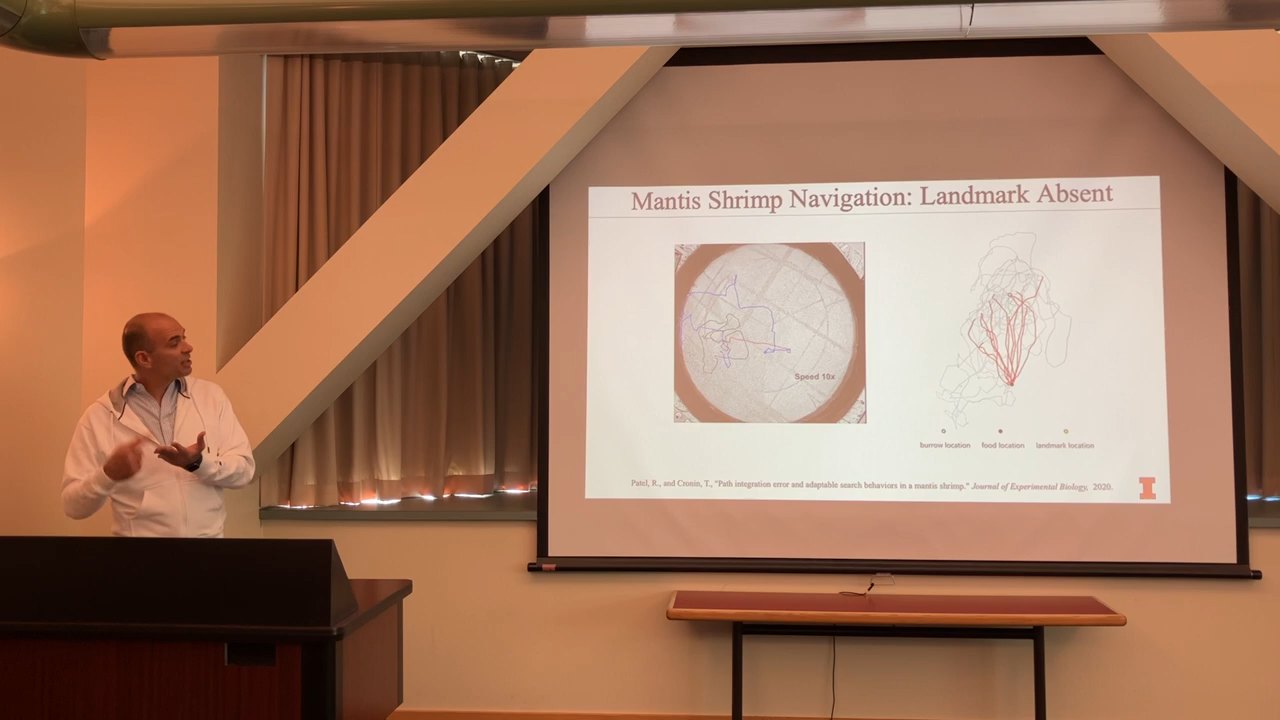 Mantis Shrimp Navigation: Landmark Absent
Speed 10x
burrow location food location landmark location
Patel, R., and Cronin, T., "Path integration error and adaptable search behaviors in a mantis shrimp." Journal of Experimental Biology, 2020.
I